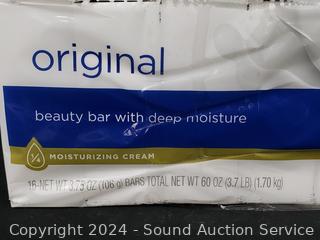 original
beauty bar with deep moisture
¼ MOISTURIZING CREAM
16-NET WT 3.75 OZ (106 g) BARS TOTAL NET WT 60 OZ (3.7 LB) (1.70 kg)
Copyright 2024 - Sound Auction Service